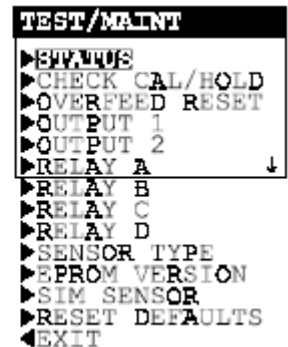 TEST/MAINT
▶STATUS
▶CHECK CAL/HOLD
▶OVERFEED RESET
▶OUTPUT 1
▶OUTPUT 2
▶RELAY A ↓
▶RELAY B
▶RELAY C
▶RELAY D
▶SENSOR TYPE
▶EPROM VERSION
▶SIM SENSOR
▶RESET DEFAULTS
◀EXIT